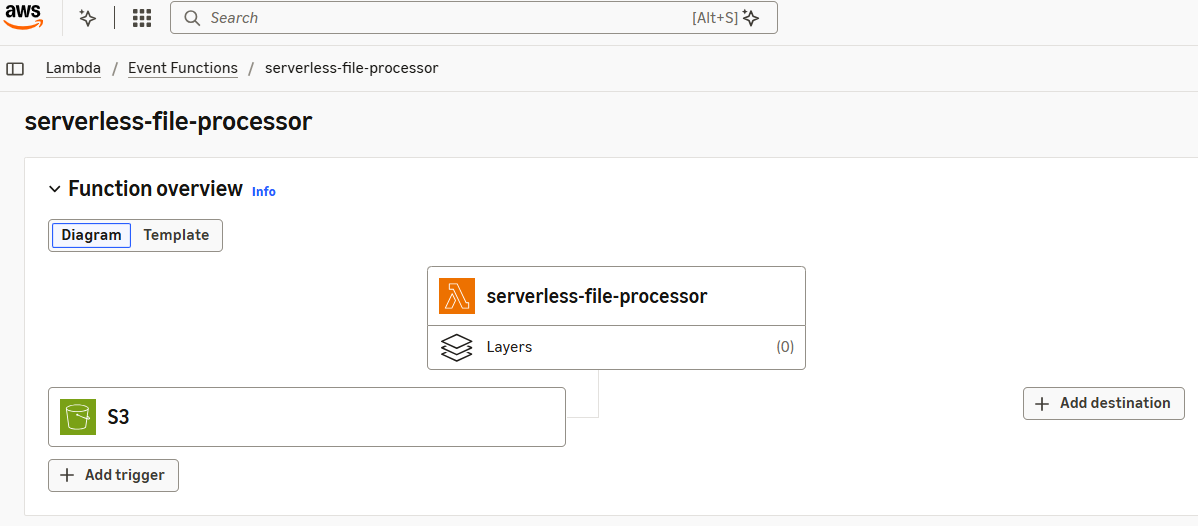 aws
Search [Alt+S]
Lambda / Event Functions / serverless-file-processor
serverless-file-processor
Function overview Info
Diagram Template
serverless-file-processor
Layers (0)
S3
+ Add destination
+ Add trigger